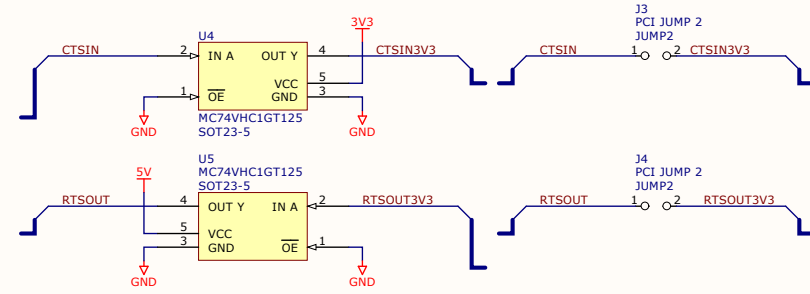 U4
3V3
J3
PCI JUMP 2
JUMP2
CTSIN
2
IN A
OUT Y
4
CTSIN3V3
CTSIN
1
2
CTSIN3V3
VCC
5
1
OE
GND
3
GND
MC74VHC1GT125
SOT23-5
GND
U5
MC74VHC1GT125
SOT23-5
5V
J4
PCI JUMP 2
JUMP2
RTSOUT
4
OUT Y
IN A
2
RTSOUT3V3
RTSOUT
1
2
RTSOUT3V3
5
VCC
3
GND
OE
1
GND
GND